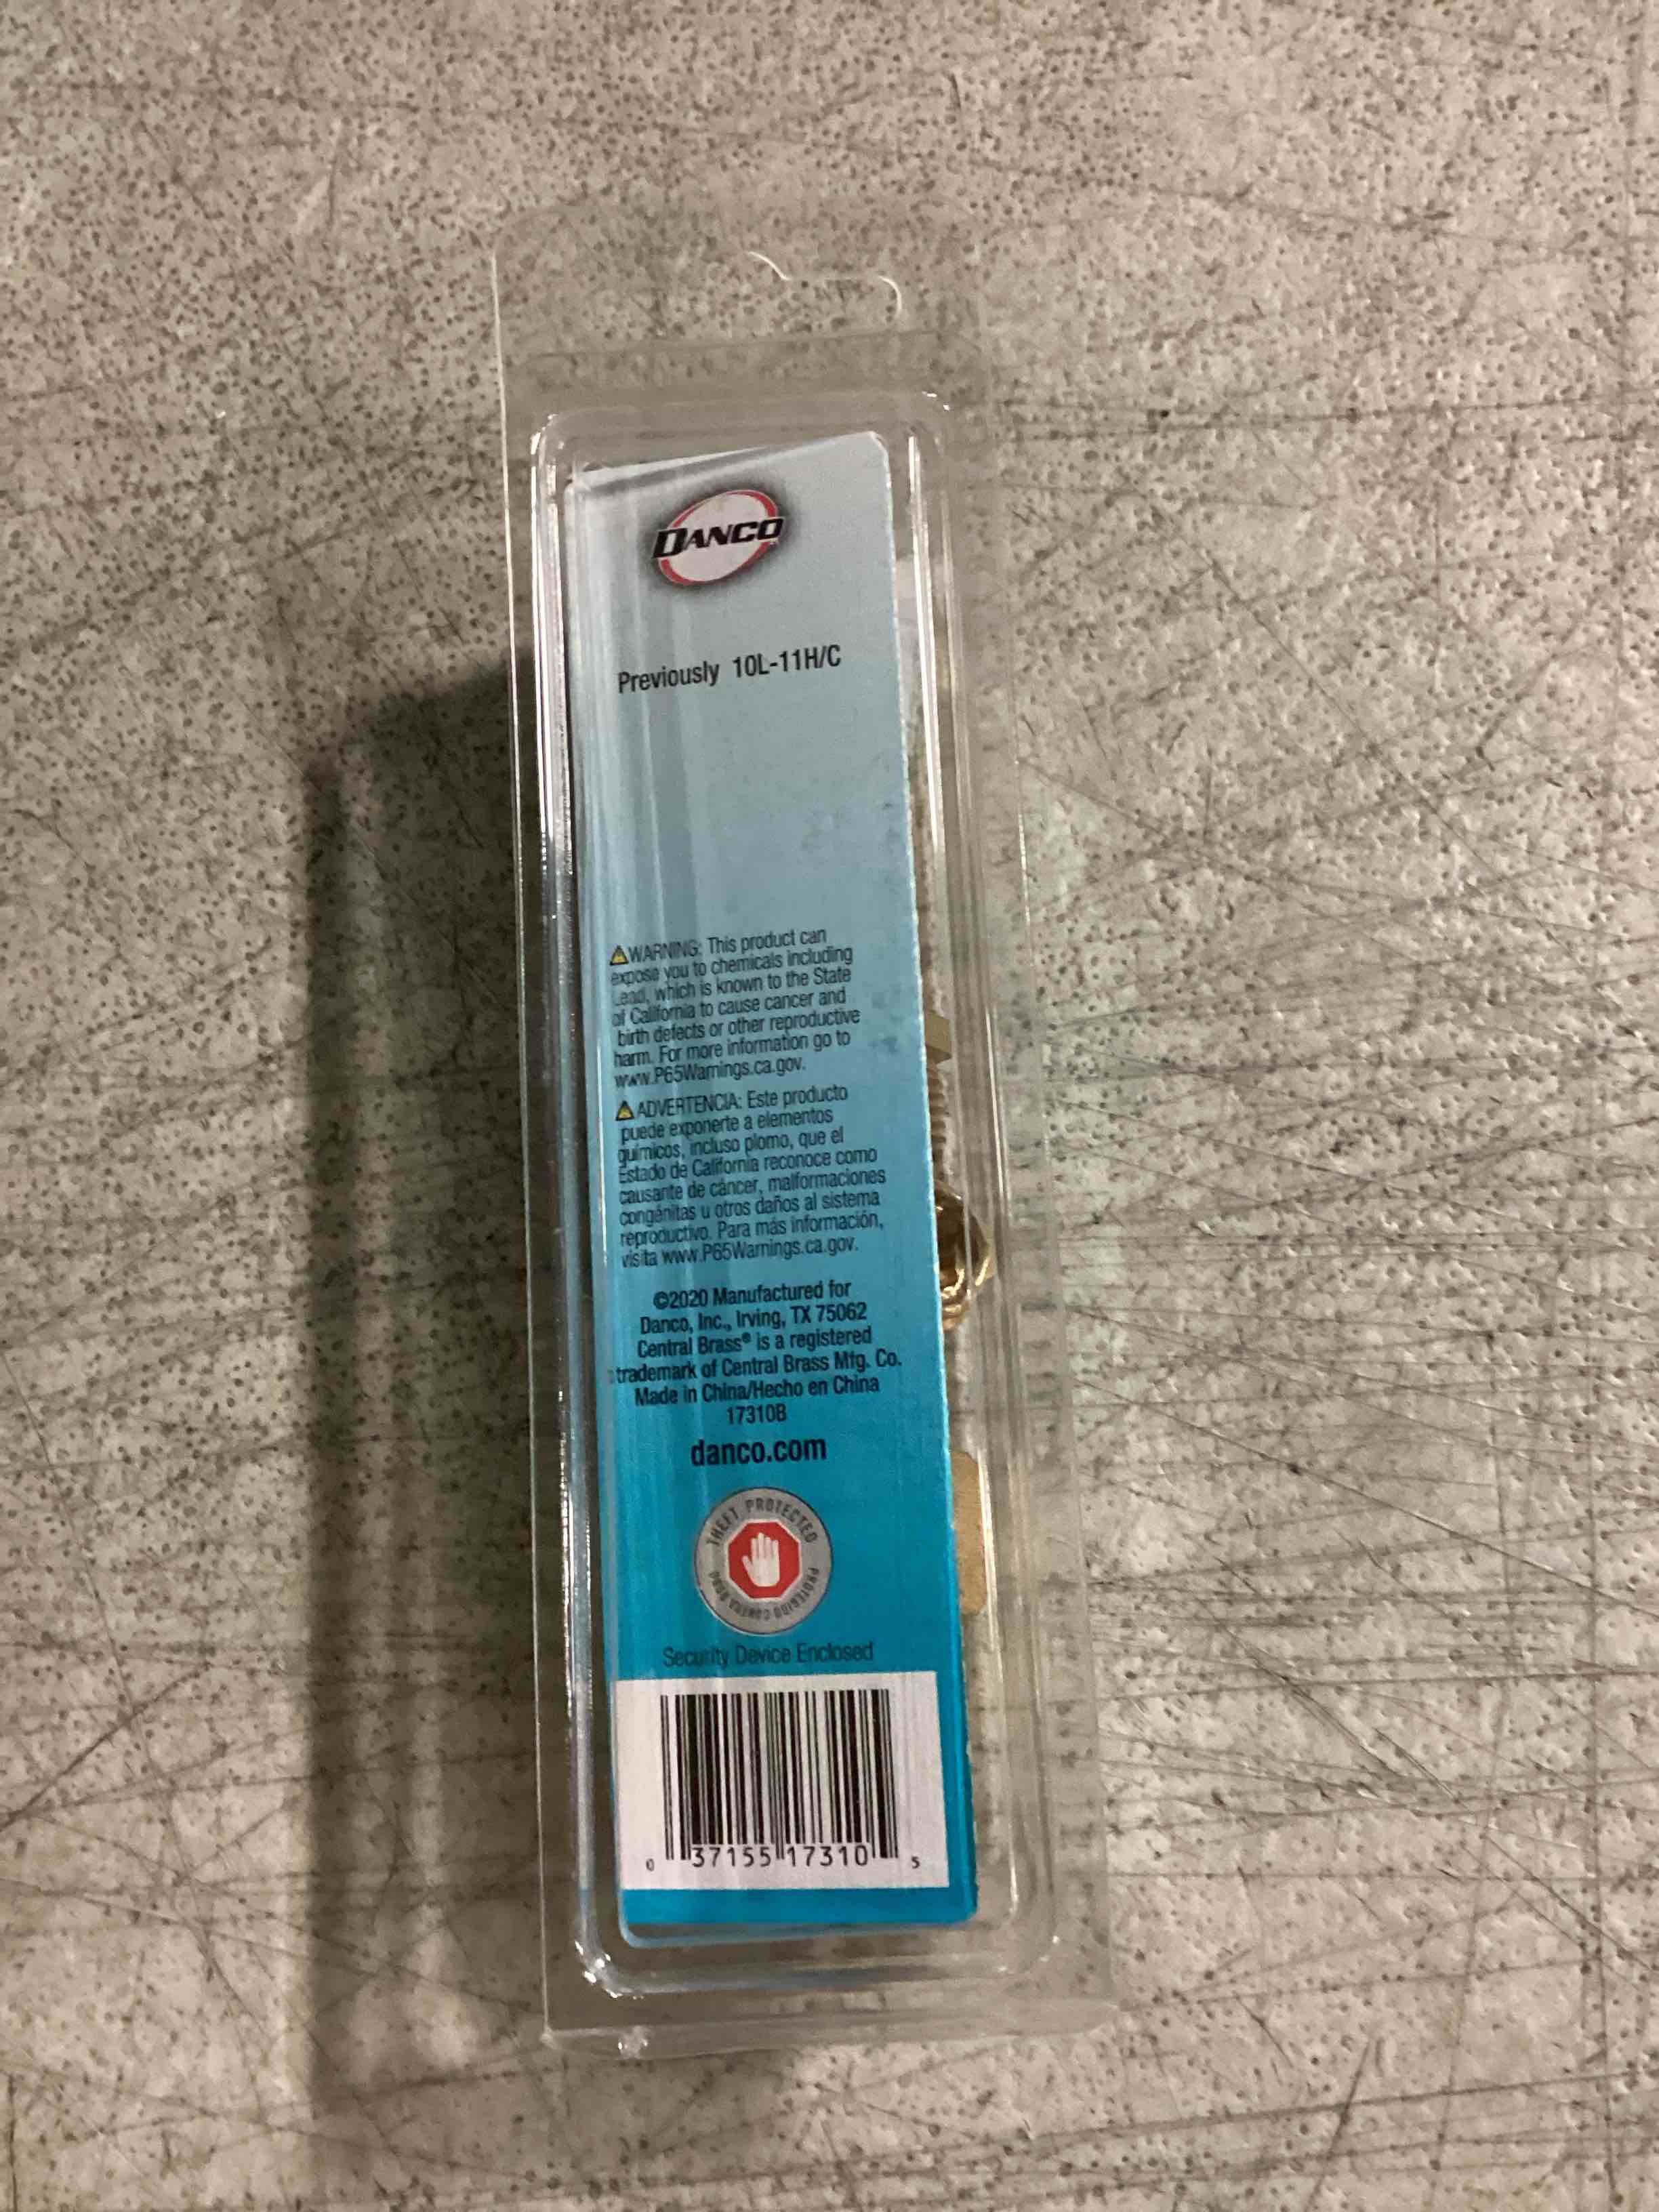 DANCO
Previously 10L-11H/C
WARNING: This product can
expose you to chemicals including
Lead, which is known to the State
of California to cause cancer and
birth defects or other reproductive
harm. For more information go to
www.P65Warnings.ca.gov.
ADVERTENCIA: Este producto
puede exponerte a elementos
químicos, incluso plomo, que el
Estado de California reconoce como
causante de cáncer, malformaciones
congénitas u otros daños al sistema
reproductivo. Para más información,
visita www.P65Warnings.ca.gov.
©2020 Manufactured for
Danco, Inc., Irving, TX 75062
Central Brass® is a registered
trademark of Central Brass Mfg. Co.
Made in China/Hecho en China
17310B
danco.com
THEFT PROTECTED
PROTEGIDO CONTRA ROBO
Security Device Enclosed
0 37155 17310 5